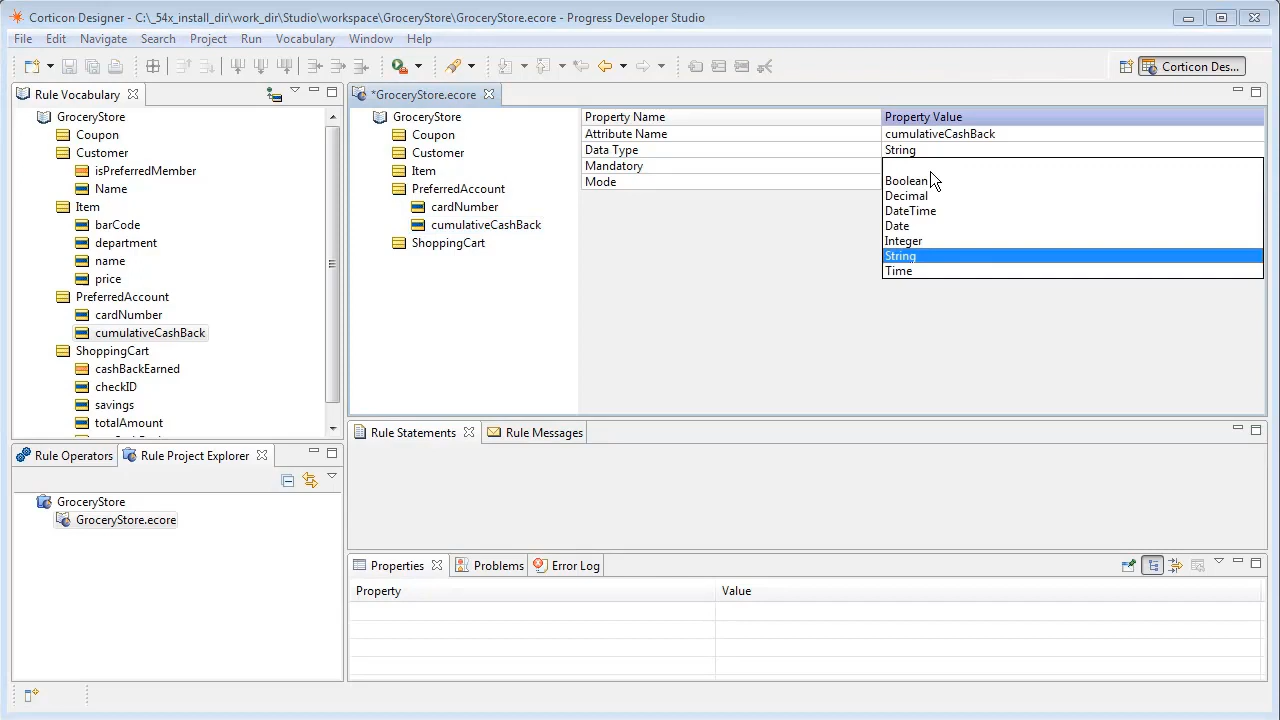 Corticon Designer - C:\_54x_install_dir\work_dir\Studio\workspace\GroceryStore\GroceryStore.ecore - Progress Developer Studio
File Edit Navigate Search Project Run Vocabulary Window Help
Corticon Des...
Rule Vocabulary
GroceryStore
Coupon
Customer
isPreferredMember
Name
Item
barCode
department
name
price
PreferredAccount
cardNumber
cumulativeCashBack
ShoppingCart
cashBackEarned
checkID
savings
totalAmount
*GroceryStore.ecore
GroceryStore
Coupon
Customer
Item
PreferredAccount
cardNumber
cumulativeCashBack
ShoppingCart
Property Name Property Value
Attribute Name cumulativeCashBack
Data Type String
Mandatory
Mode
Boolean
Decimal
DateTime
Date
Integer
String
Time
Rule Statements Rule Messages
Rule Operators Rule Project Explorer
GroceryStore
GroceryStore.ecore
Properties Problems Error Log
Property Value